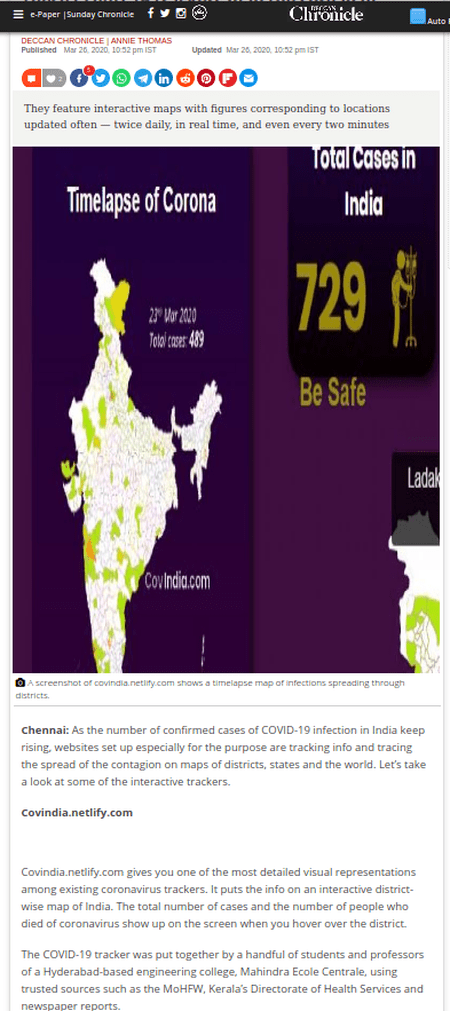 e-Paper | Sunday Chronicle
DECCAN
Chronicle
Auto
DECCAN CHRONICLE | ANNIE THOMAS
Published Mar 26, 2020, 10:52 pm IST Updated Mar 26, 2020, 10:52 pm IST
2
5
They feature interactive maps with figures corresponding to locations
updated often — twice daily, in real time, and even every two minutes
Timelapse of Corona
23rd Mar 2020
Total cases: 489
CovIndia.com
Total Cases in
India
729
Be Safe
Ladak
A screenshot of covindia.netlify.com shows a timelapse map of infections spreading through
districts.
Chennai: As the number of confirmed cases of COVID-19 infection in India keep
rising, websites set up especially for the purpose are tracking info and tracing
the spread of the contagion on maps of districts, states and the world. Let's take
a look at some of the interactive trackers.
Covindia.netlify.com
Covindia.netlify.com gives you one of the most detailed visual representations
among existing coronavirus trackers. It puts the info on an interactive district-
wise map of India. The total number of cases and the number of people who
died of coronavirus show up on the screen when you hover over the district.
The COVID-19 tracker was put together by a handful of students and professors
of a Hyderabad-based engineering college, Mahindra Ecole Centrale, using
trusted sources such as the MoHFW, Kerala's Directorate of Health Services and
newspaper reports.